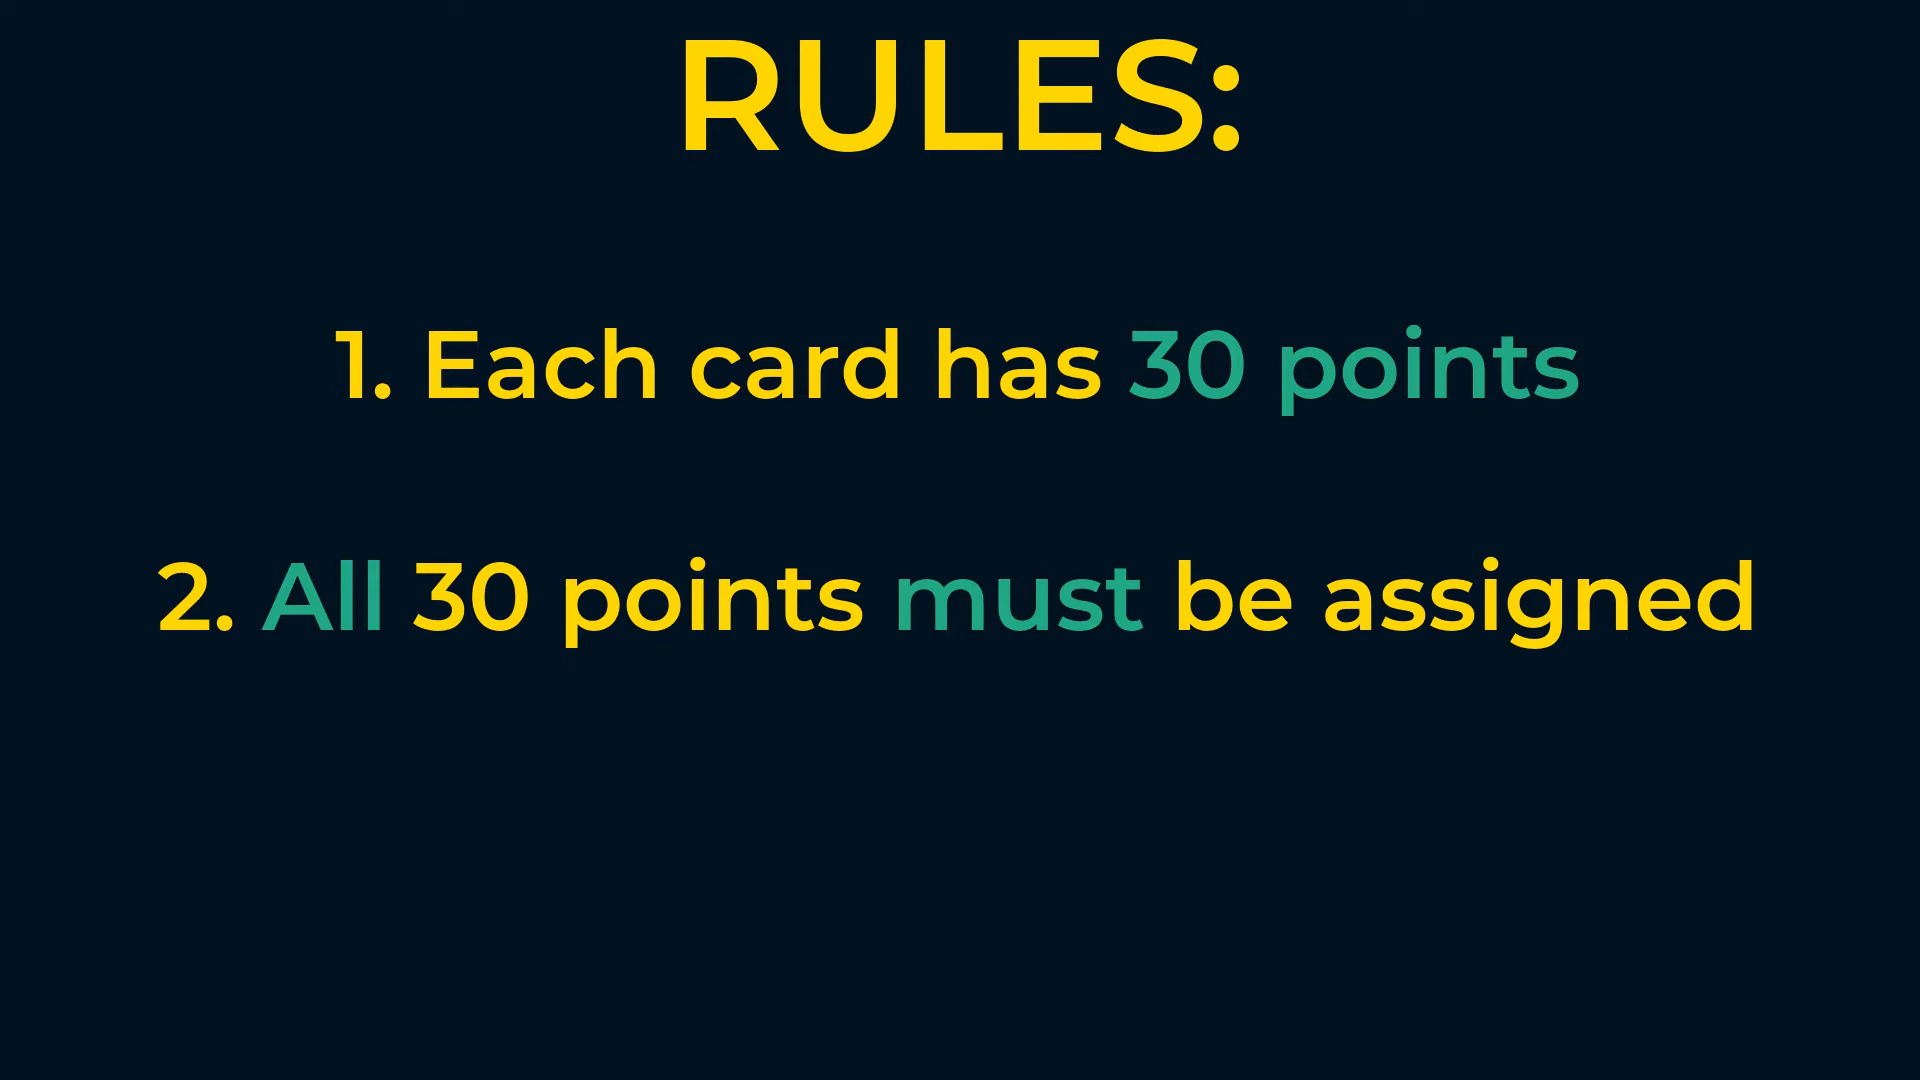 RULES:
1. Each card has 30 points
2. All 30 points must be assigned